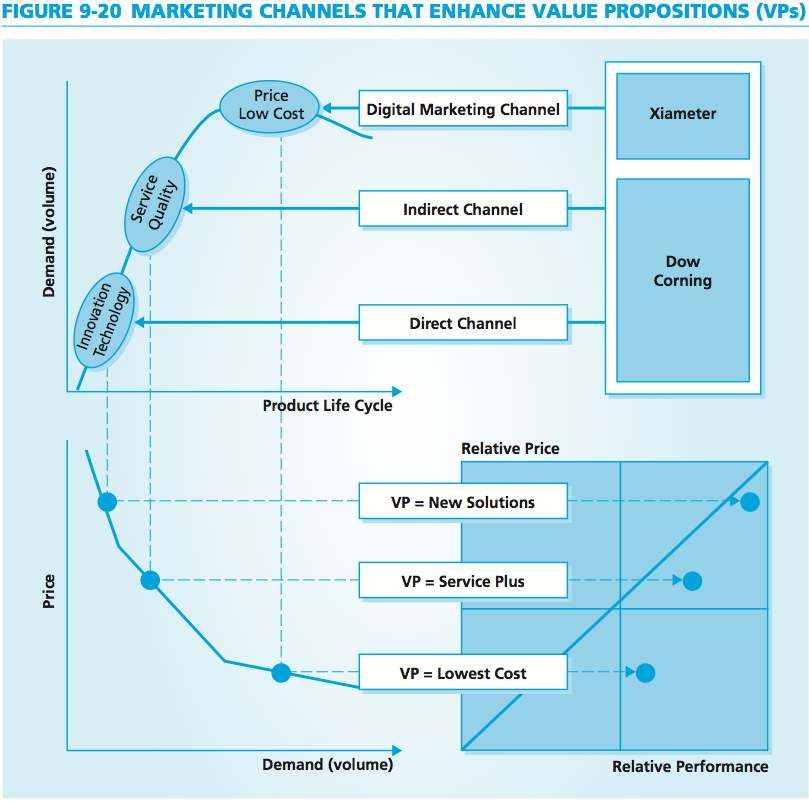 FIGURE 9-20 MARKETING CHANNELS THAT ENHANCE VALUE PROPOSITIONS (VPs)
Price
Low Cost
Digital Marketing Channel
Xiameter
Demand (volume)
Service
Quality
Indirect Channel
Dow
Corning
Innovation
Technology
Direct Channel
Product Life Cycle
Relative Price
VP = New Solutions
Price
VP = Service Plus
VP = Lowest Cost
Demand (volume)
Relative Performance